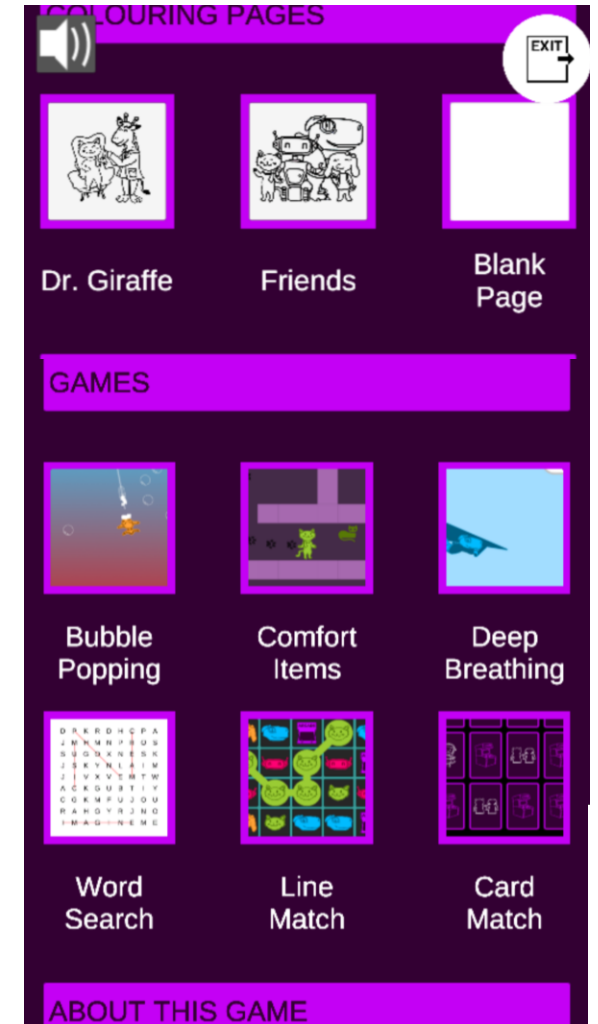 COLOURING PAGES
EXIT
Dr. Giraffe
Friends
Blank
Page
GAMES
Bubble
Popping
Comfort
Items
Deep
Breathing
Word
Search
Line
Match
Card
Match
ABOUT THIS GAME